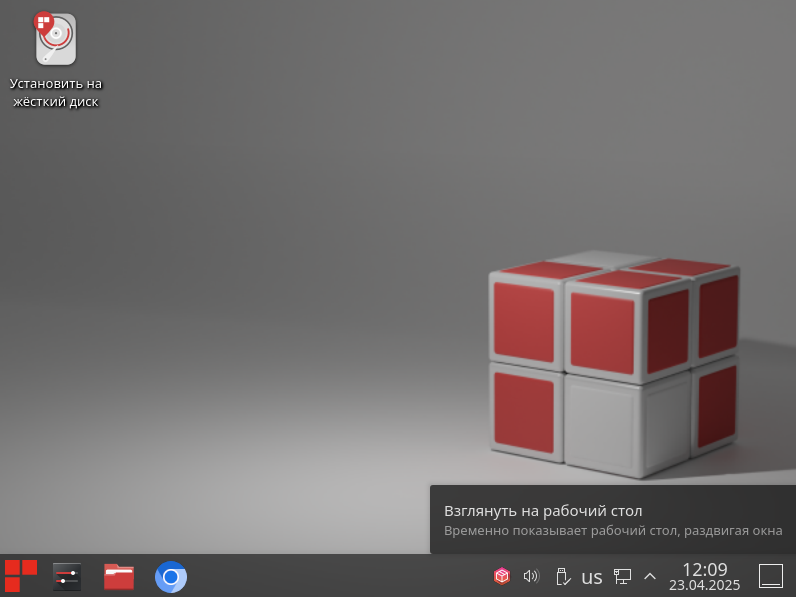 Установить на
жёсткий диск
Взглянуть на рабочий стол
Временно показывает рабочий стол, раздвигая окна
us
12:09
23.04.2025